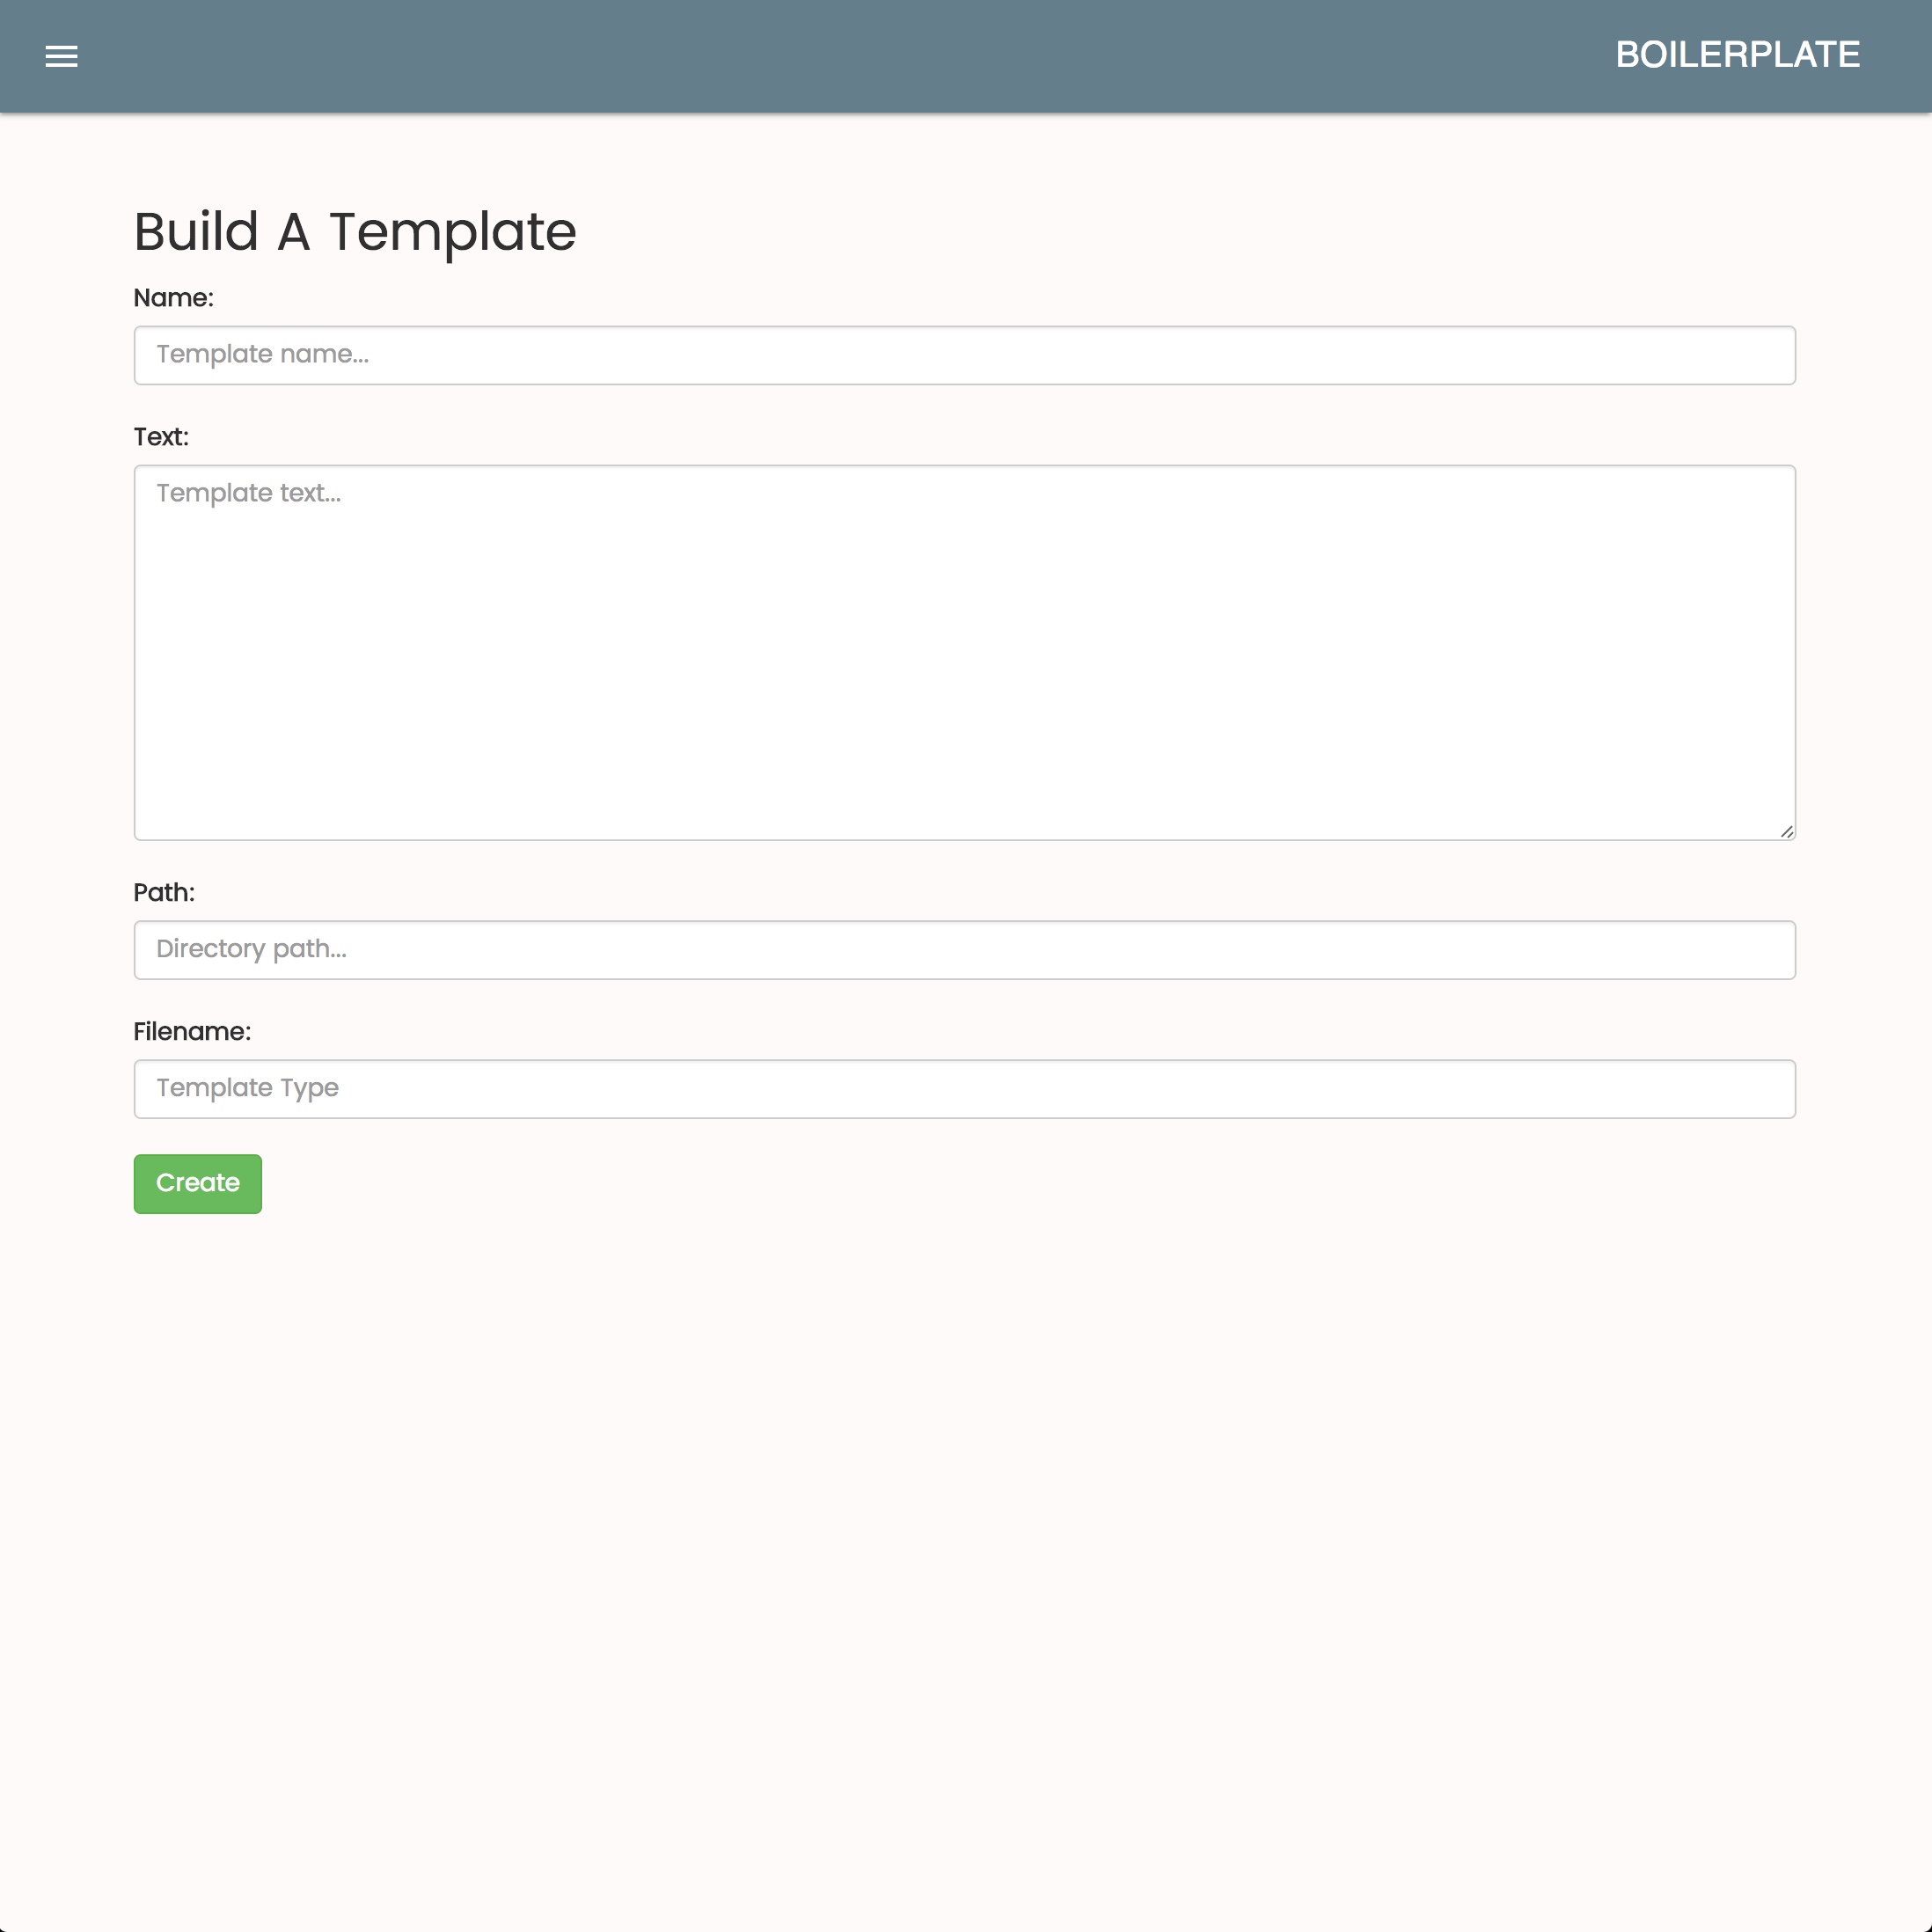 BOILERPLATE
Build A Template
Name:
Template name...
Text:
Template text...
Path:
Directory path...
Filename:
Template Type
Create